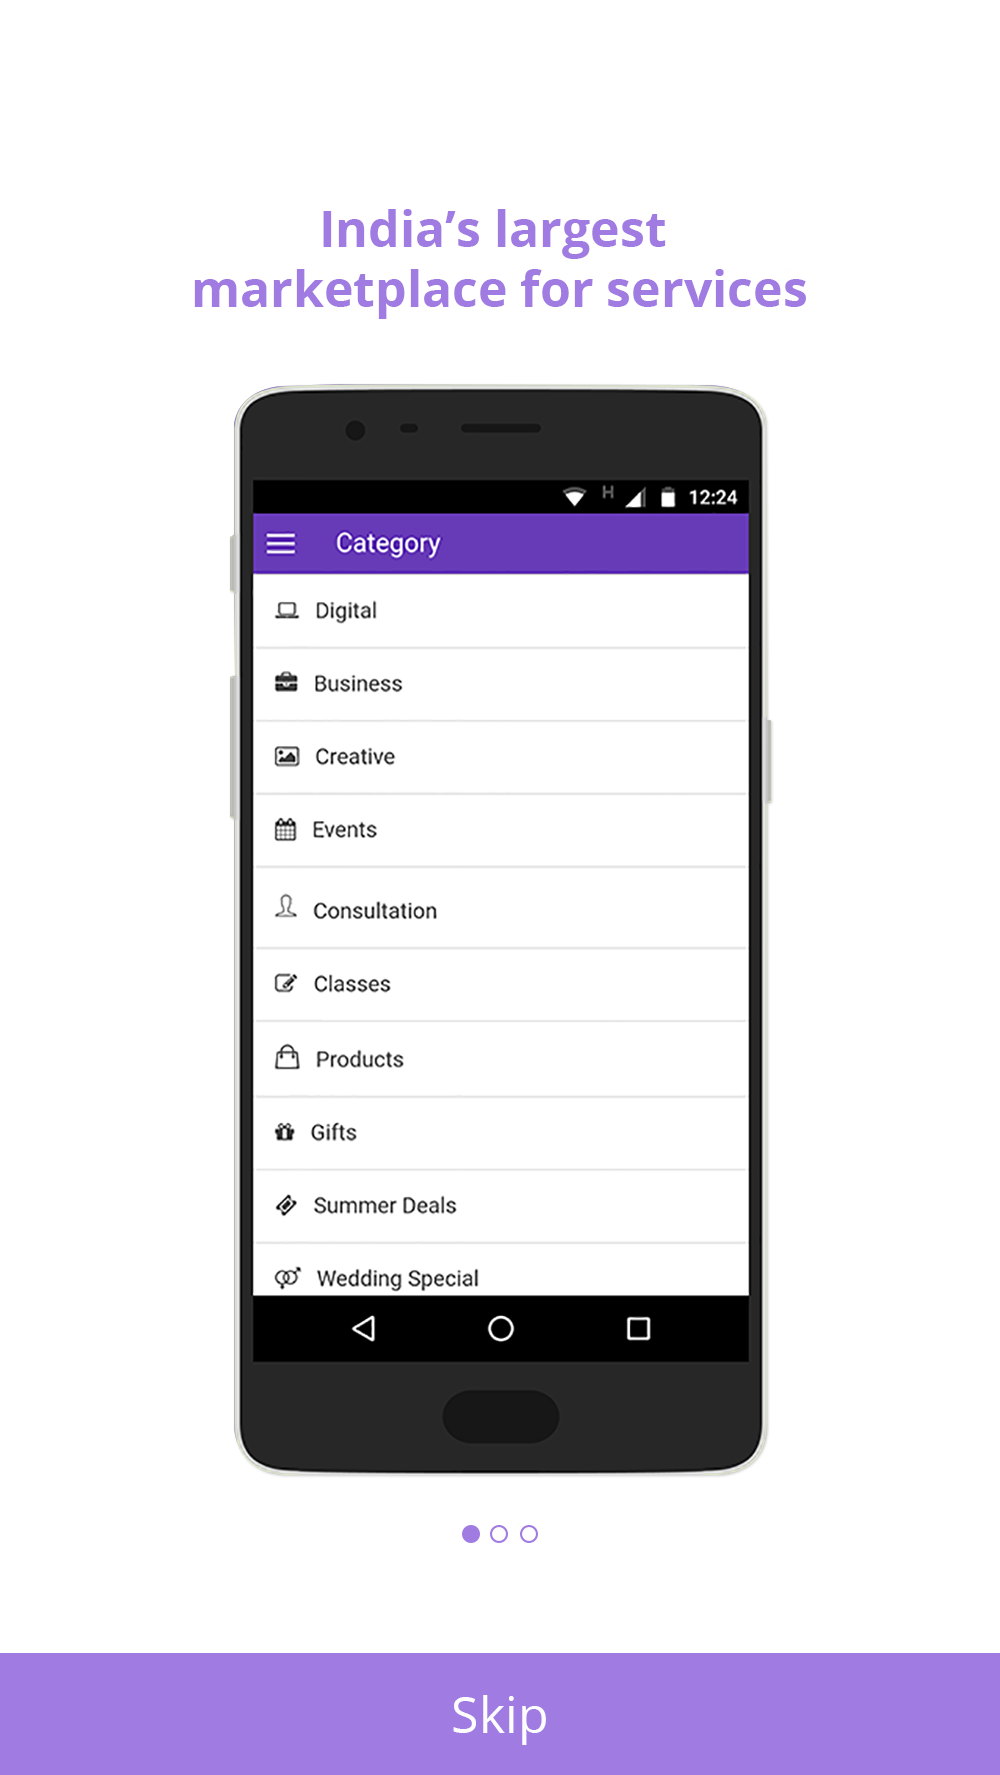 India’s largest
marketplace for services
H 12:24
Category
Digital
Business
Creative
Events
Consultation
Classes
Products
Gifts
Summer Deals
Wedding Special
Skip